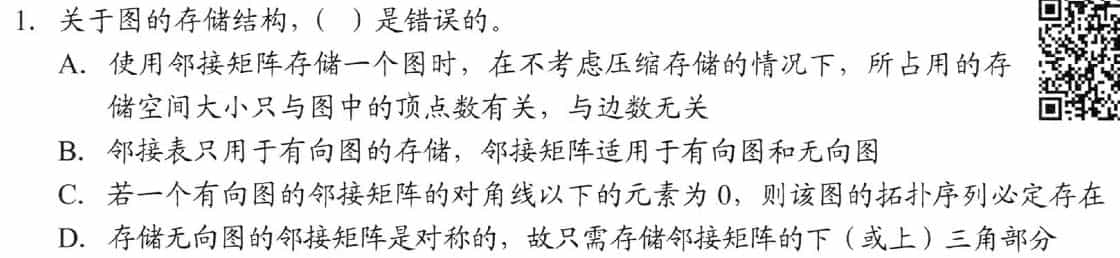 1. 关于图的存储结构，（ ）是错误的。
A. 使用邻接矩阵存储一个图时，在不考虑压缩存储的情况下，所占用的存
储空间大小只与图中的顶点数有关，与边数无关
B. 邻接表只用于有向图的存储，邻接矩阵适用于有向图和无向图
C. 若一个有向图的邻接矩阵的对角线以下的元素为 0，则该图的拓扑序列必定存在
D. 存储无向图的邻接矩阵是对称的，故只需存储邻接矩阵的下（或上）三角部分